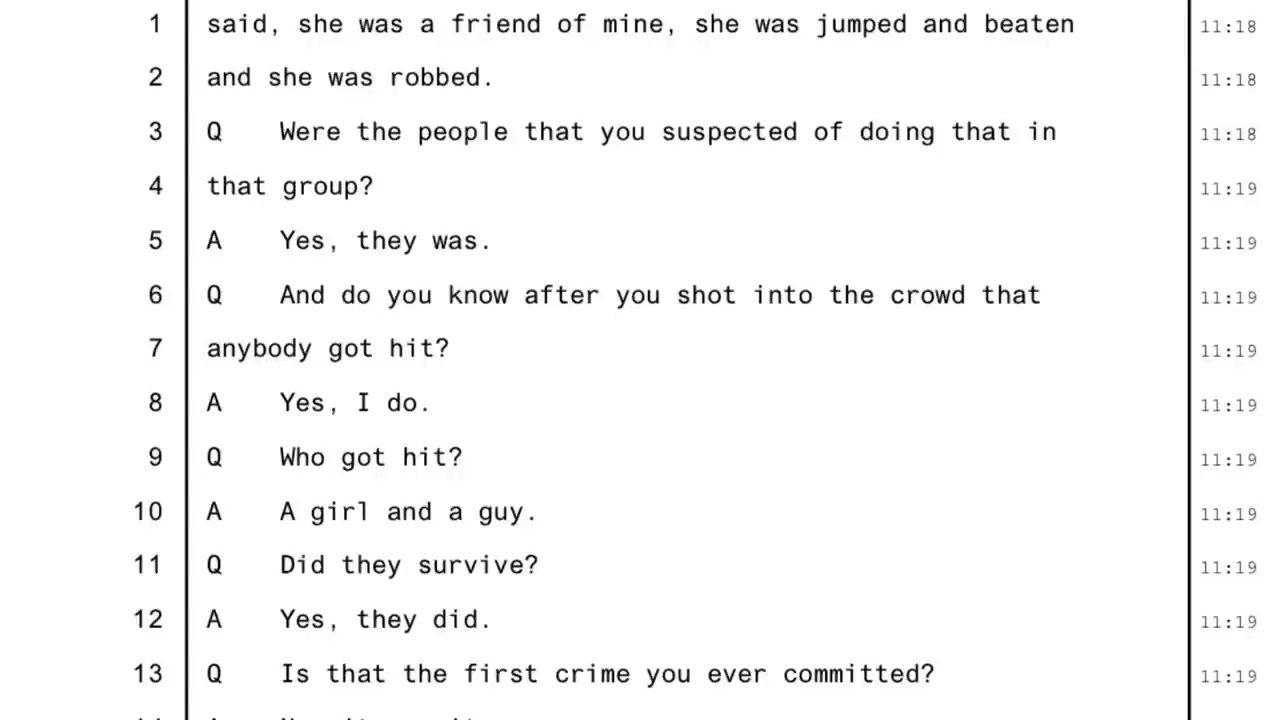 1 said, she was a friend of mine, she was jumped and beaten 11:18
2 and she was robbed. 11:18
3 Q Were the people that you suspected of doing that in 11:18
4 that group? 11:19
5 A Yes, they was. 11:19
6 Q And do you know after you shot into the crowd that 11:19
7 anybody got hit? 11:19
8 A Yes, I do. 11:19
9 Q Who got hit? 11:19
10 A A girl and a guy. 11:19
11 Q Did they survive? 11:19
12 A Yes, they did. 11:19
13 Q Is that the first crime you ever committed? 11:19